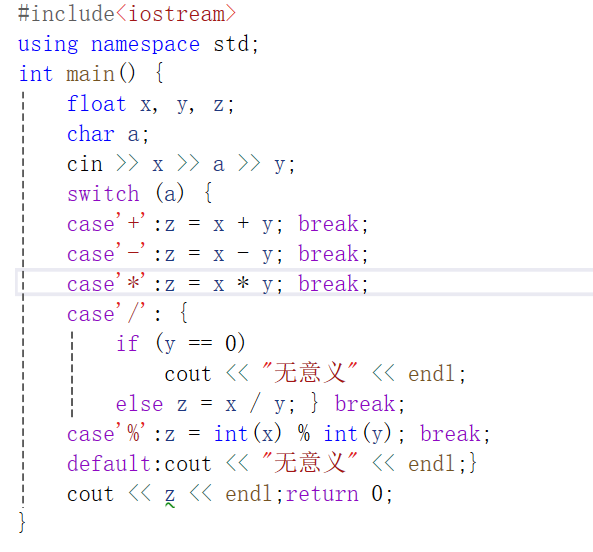 #include<iostream>
using namespace std;
int main() {
float x, y, z;
char a;
cin >> x >> a >> y;
switch (a) {
case'+':z = x + y; break;
case'-':z = x - y; break;
case'*':z = x * y; break;
case'/': {
if (y == 0)
cout << "无意义" << endl;
else z = x / y; } break;
case'%':z = int(x) % int(y); break;
default:cout << "无意义" << endl;}
cout << z << endl;return 0;
}